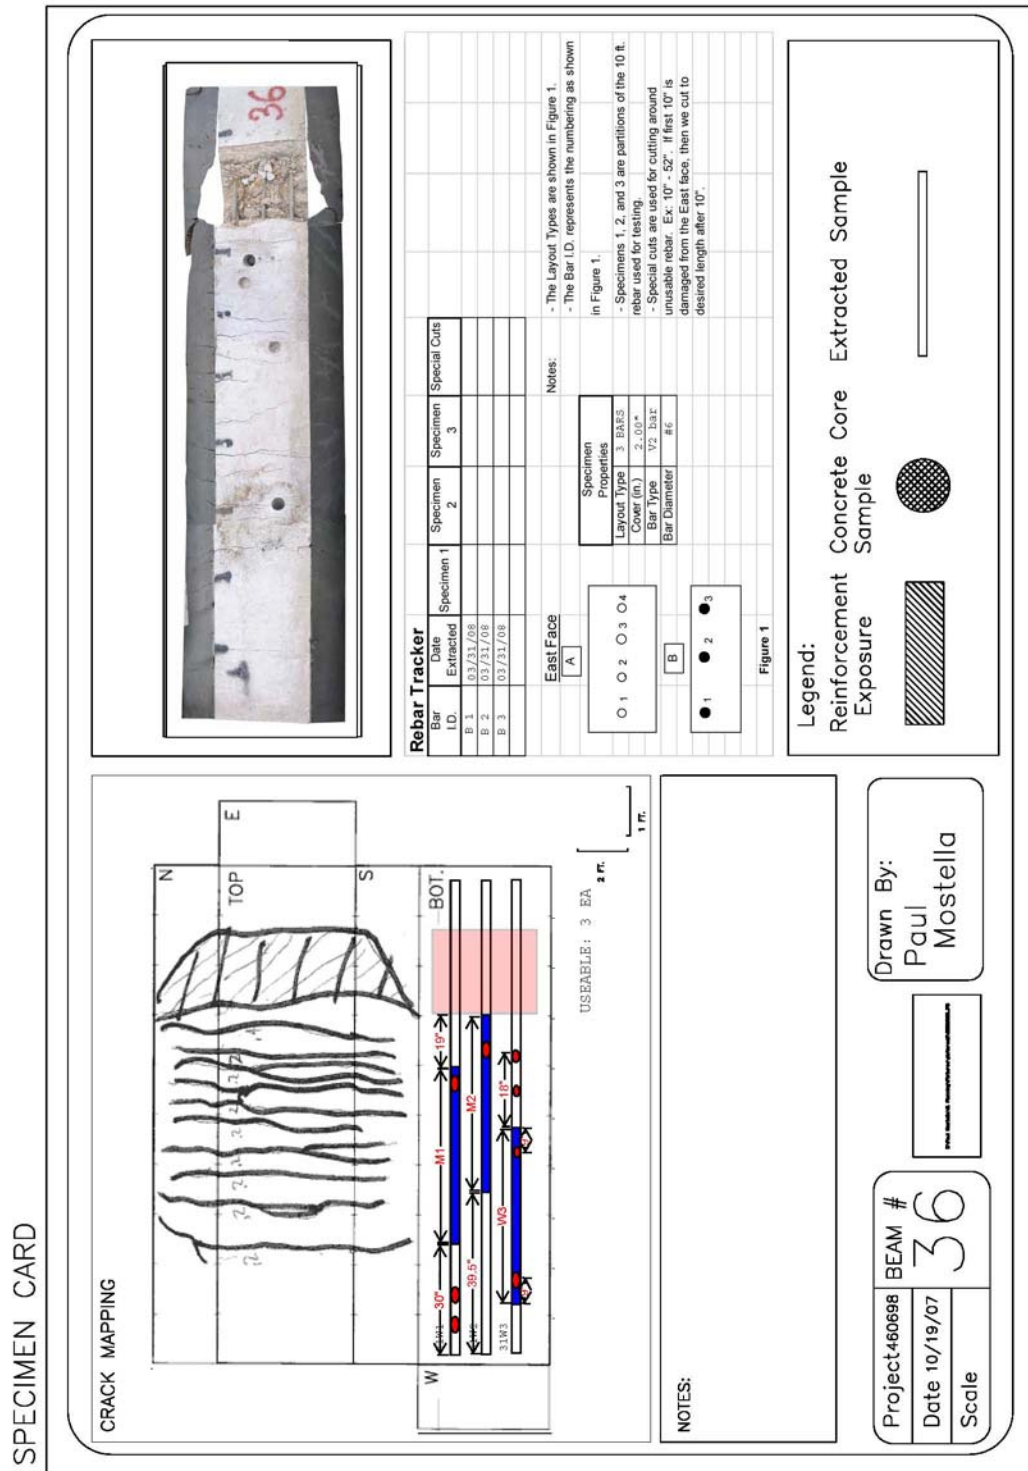 SPECIMEN CARD
CRACK MAPPING
N
TOP
E
S
W
BOT.
30"
M1
19"
39.5"
M2
31W3
W3
18"
USEABLE: 3 EA
2 FT.
1 FT.
NOTES:
Project460698
Date 10/19/07
Scale
BEAM #
36
Drawn By:
Paul
Mostella
36
Rebar Tracker
Bar I.D. Date Extracted Specimen 1 Specimen 2 Specimen 3 Special Cuts
B 1 03/31/08
B 2 03/31/08
B 3 03/31/08
East Face
A
1 2 3 4
B
1 2 3
Figure 1
Specimen Properties
Layout Type 3 BARS
Cover (in.) 2.00"
Bar Type V2 bar
Bar Diameter #6
Notes:
- The Layout Types are shown in Figure 1.
- The Bar I.D. represents the numbering as shown
in Figure 1.
- Specimens 1, 2, and 3 are partitions of the 10 ft.
rebar used for testing.
- Special cuts are used for cutting around
unusable rebar. Ex: 10" - 52". If first 10" is
damaged from the East face, then we cut to
desired length after 10".
Legend:
Reinforcement Exposure
Concrete Core Sample
Extracted Sample